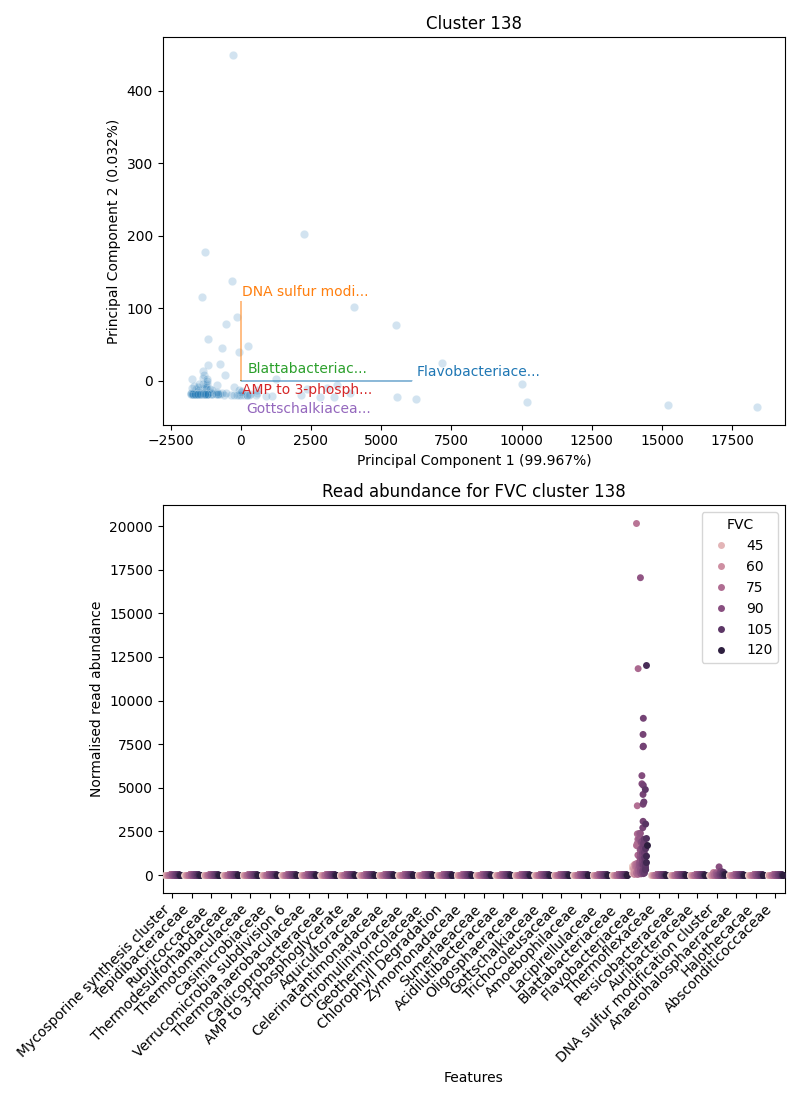 Cluster 138
Principal Component 2 (0.032%)
400
300
200
100
0
DNA sulfur modi...
Blattabacteriac...
Flavobacteriace...
AMP to 3-phosph...
Gottschalkiacea...
−2500
0
2500
5000
7500
10000
12500
15000
17500
Principal Component 1 (99.967%)
Read abundance for FVC cluster 138
Normalised read abundance
20000
17500
15000
12500
10000
7500
5000
2500
0
FVC
45
60
75
90
105
120
Mycosporine synthesis cluster
Tepidibacteraceae
Rubricoccaceae
Thermodesulforhabdaceae
Thermotomaculaceae
Casimicrobiaceae
Verrucomicrobia subdivision 6
Thermoanaerobaculaceae
Caldicoprobacteraceae
AMP to 3-phosphoglycerate
Aquicultoraceae
Celerinatantimonadaceae
Chromulinivoraceae
Geothermincolaceae
Chlorophyll Degradation
Zymomonadaceae
Sumerlaeaceae
Acidilutibacteraceae
Oligosphaeraceae
Gottschalkiaceae
Trichocoleusaceae
Amoebophilaceae
Lacipirellulaceae
Blattabacteriaceae
Flavobacteriaceae
Thermoflexaceae
Persicobacteraceae
Auribacteraceae
DNA sulfur modification cluster
Anaerohalosphaeraceae
Halothecacae
Absconditicoccaceae
Features